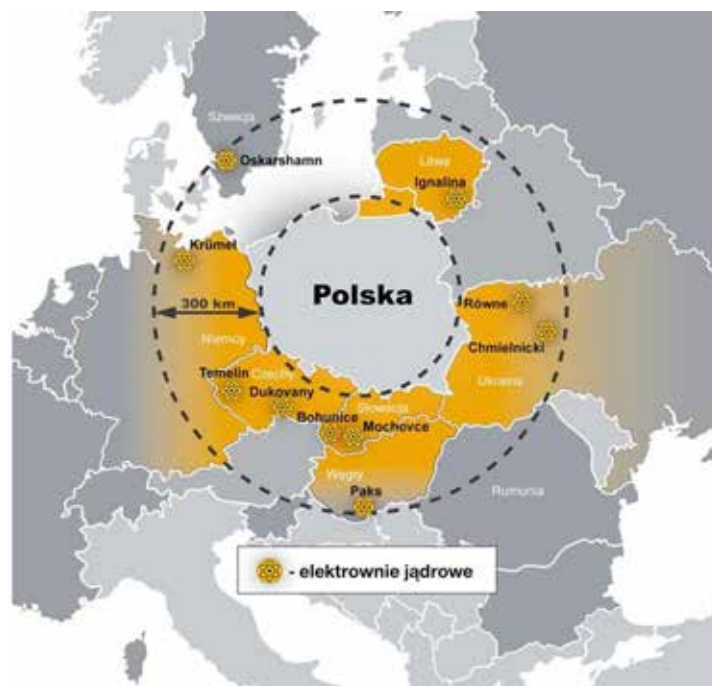 Szwecja
Oskarshamn
Litwa
Ignalina
Krümel
Polska
300 km
Równe
Niemcy
Chmielnicki
Temelin
Czechy
Dukovany
Ukraina
Bohunice
Słowacja
Mochovce
Węgry
Paks
Rumunia
- elektrownie jądrowe